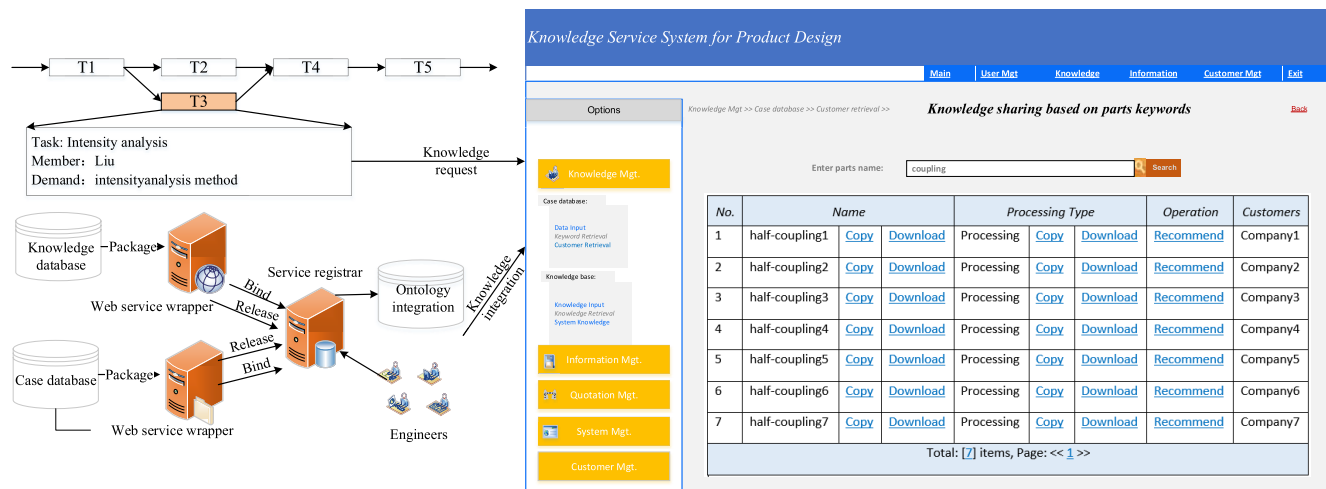 T1
T2
T4
T5
T3
Task: Intensity analysis
Member： Liu
Demand：intensityanalysis method
Knowledge
request
Knowledge
database
Package
Web service wrapper
Bind
Release
Service registrar
Ontology
integration
Knowledge
integration
Case database
Package
Release
Bind
Web service wrapper
Engineers
Knowledge Service System for Product Design
Main User Mgt Knowledge Information Customer Mgt Exit
Options
Knowledge Mgt.
Case database:
Data Input
Keyword Retrieval
Customer Retrieval
Knowledge base:
Knowledge Input
Knowledge Retrieval
System Knowledge
Information Mgt.
Quotation Mgt.
System Mgt.
Customer Mgt.
Knowledge Mgt >> Case database >> Customer retrieval >>
Knowledge sharing based on parts keywords
Back
Enter parts name: coupling Search
No. Name Processing Type Operation Customers
1 half-coupling1 Copy Download Processing Copy Download Recommend Company1
2 half-coupling2 Copy Download Processing Copy Download Recommend Company2
3 half-coupling3 Copy Download Processing Copy Download Recommend Company3
4 half-coupling4 Copy Download Processing Copy Download Recommend Company4
5 half-coupling5 Copy Download Processing Copy Download Recommend Company5
6 half-coupling6 Copy Download Processing Copy Download Recommend Company6
7 half-coupling7 Copy Download Processing Copy Download Recommend Company7
Total: [7] items, Page: << 1 >>